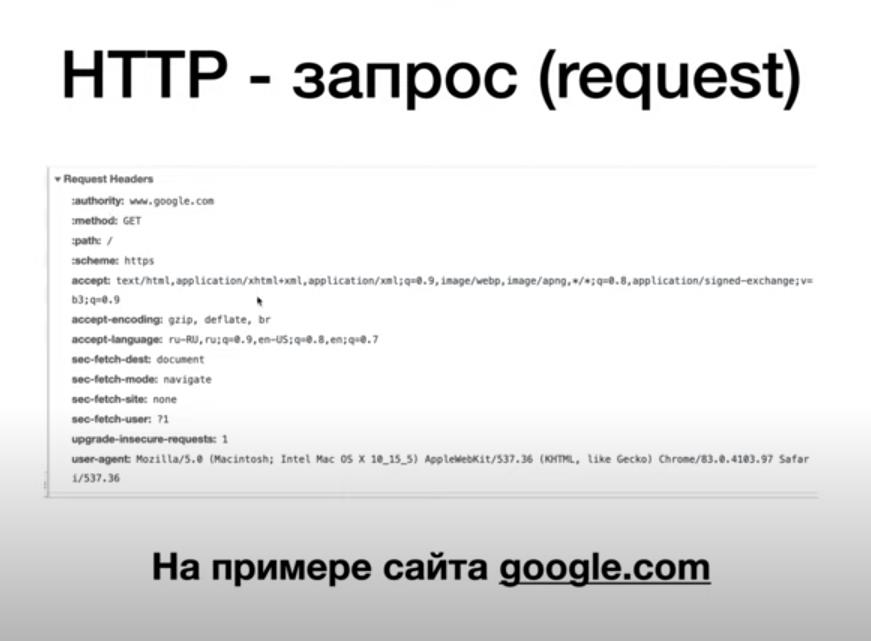 HTTP - запрос (request)
Request Headers
:authority: www.google.com
:method: GET
:path: /
:scheme: https
accept: text/html,application/xhtml+xml,application/xml;q=0.9,image/webp,image/apng,*/*;q=0.8,application/signed-exchange;v=
b3;q=0.9
accept-encoding: gzip, deflate, br
accept-language: ru-RU,ru;q=0.9,en-US;q=0.8,en;q=0.7
sec-fetch-dest: document
sec-fetch-mode: navigate
sec-fetch-site: none
sec-fetch-user: ?1
upgrade-insecure-requests: 1
user-agent: Mozilla/5.0 (Macintosh; Intel Mac OS X 10_15_5) AppleWebKit/537.36 (KHTML, like Gecko) Chrome/83.0.4103.97 Safar
i/537.36
На примере сайта google.com